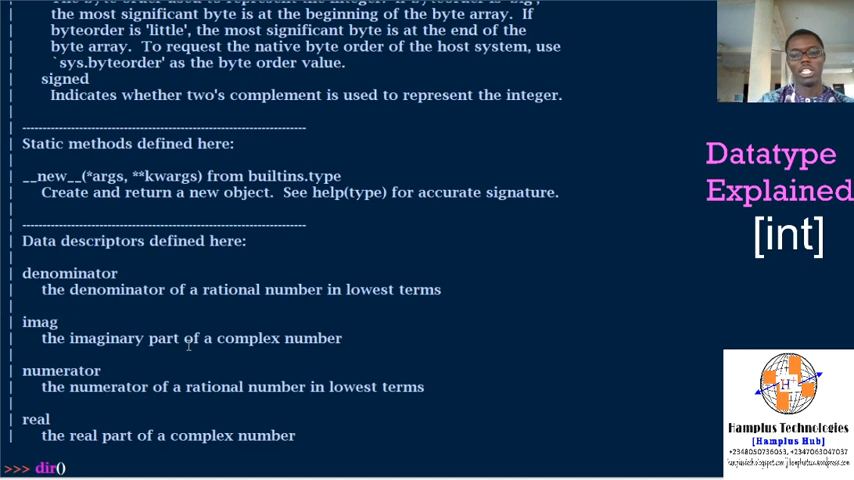 the most significant byte is at the beginning of the byte array. If
byteorder is 'little', the most significant byte is at the end of the
byte array. To request the native byte order of the host system, use
`sys.byteorder' as the byte order value.
signed
Indicates whether two's complement is used to represent the integer.
Static methods defined here:
__new__(*args, **kwargs) from builtins.type
Create and return a new object. See help(type) for accurate signature.
Data descriptors defined here:
denominator
the denominator of a rational number in lowest terms
imag
the imaginary part of a complex number
numerator
the numerator of a rational number in lowest terms
real
the real part of a complex number
>>> dir()
Datatype
Explained
[int]
Hamplus Technologies
[Hamplus Hub]